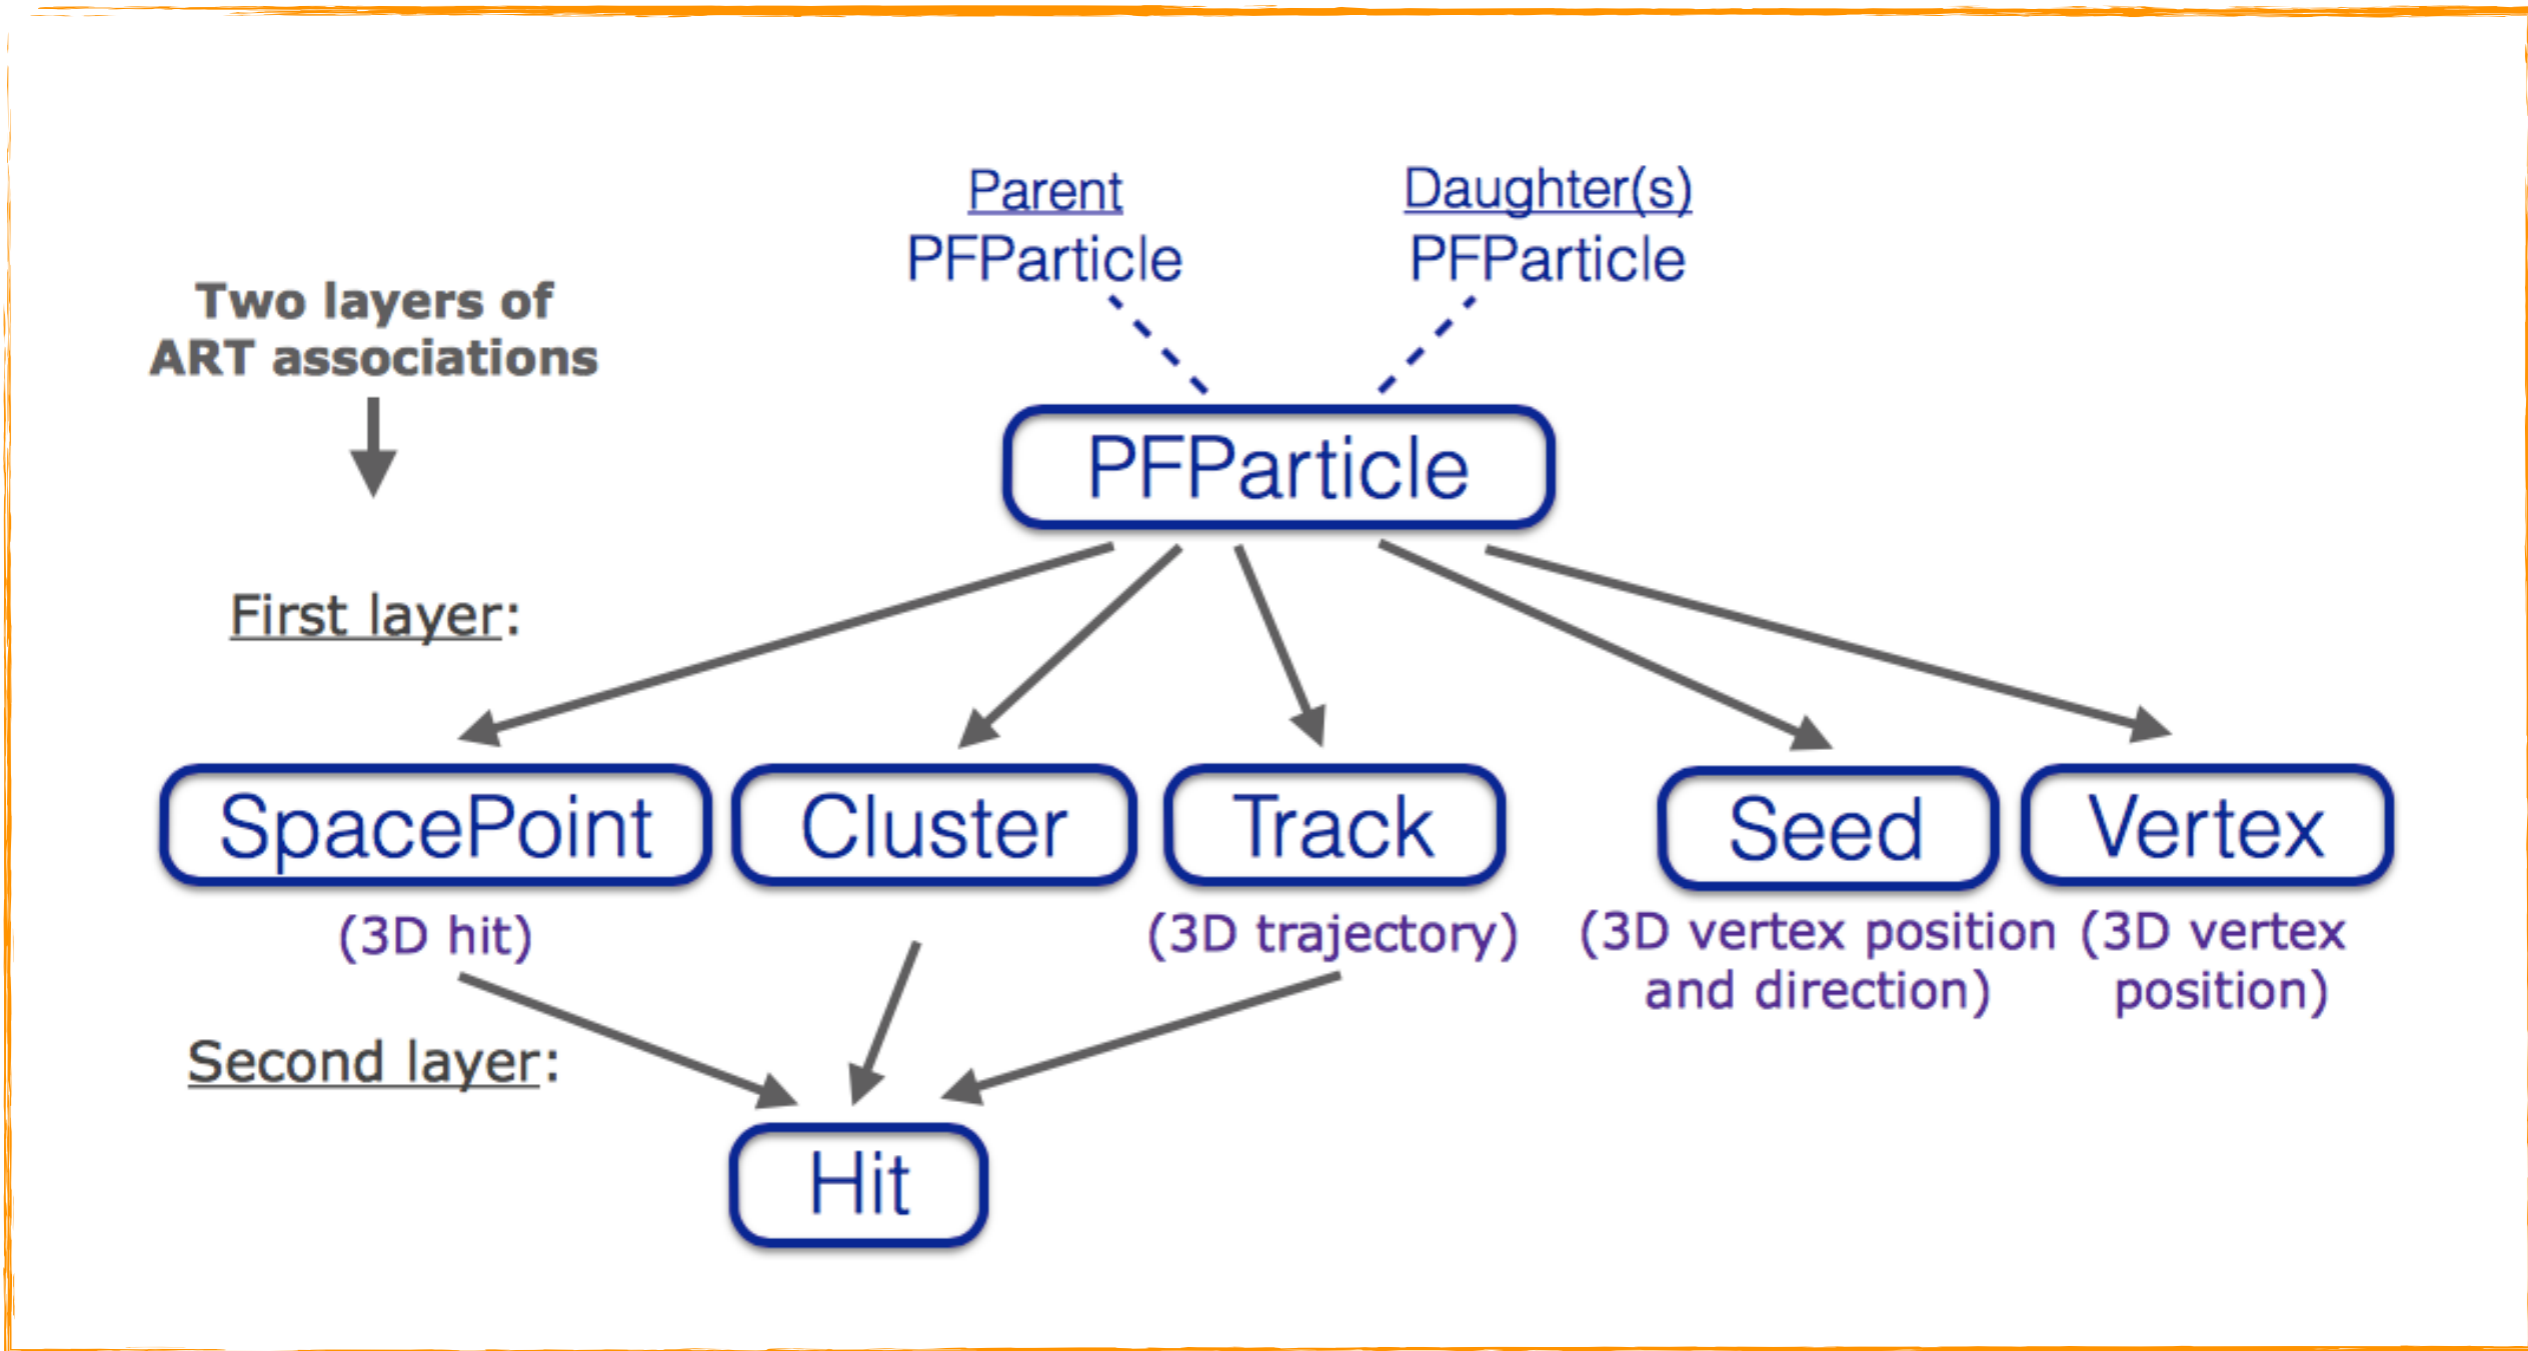 Parent
PFParticle
Daughter(s)
PFParticle
Two layers of
ART associations
PFParticle
First layer:
SpacePoint
(3D hit)
Cluster
Track
(3D trajectory)
Seed
(3D vertex position
and direction)
Vertex
(3D vertex
position)
Second layer:
Hit